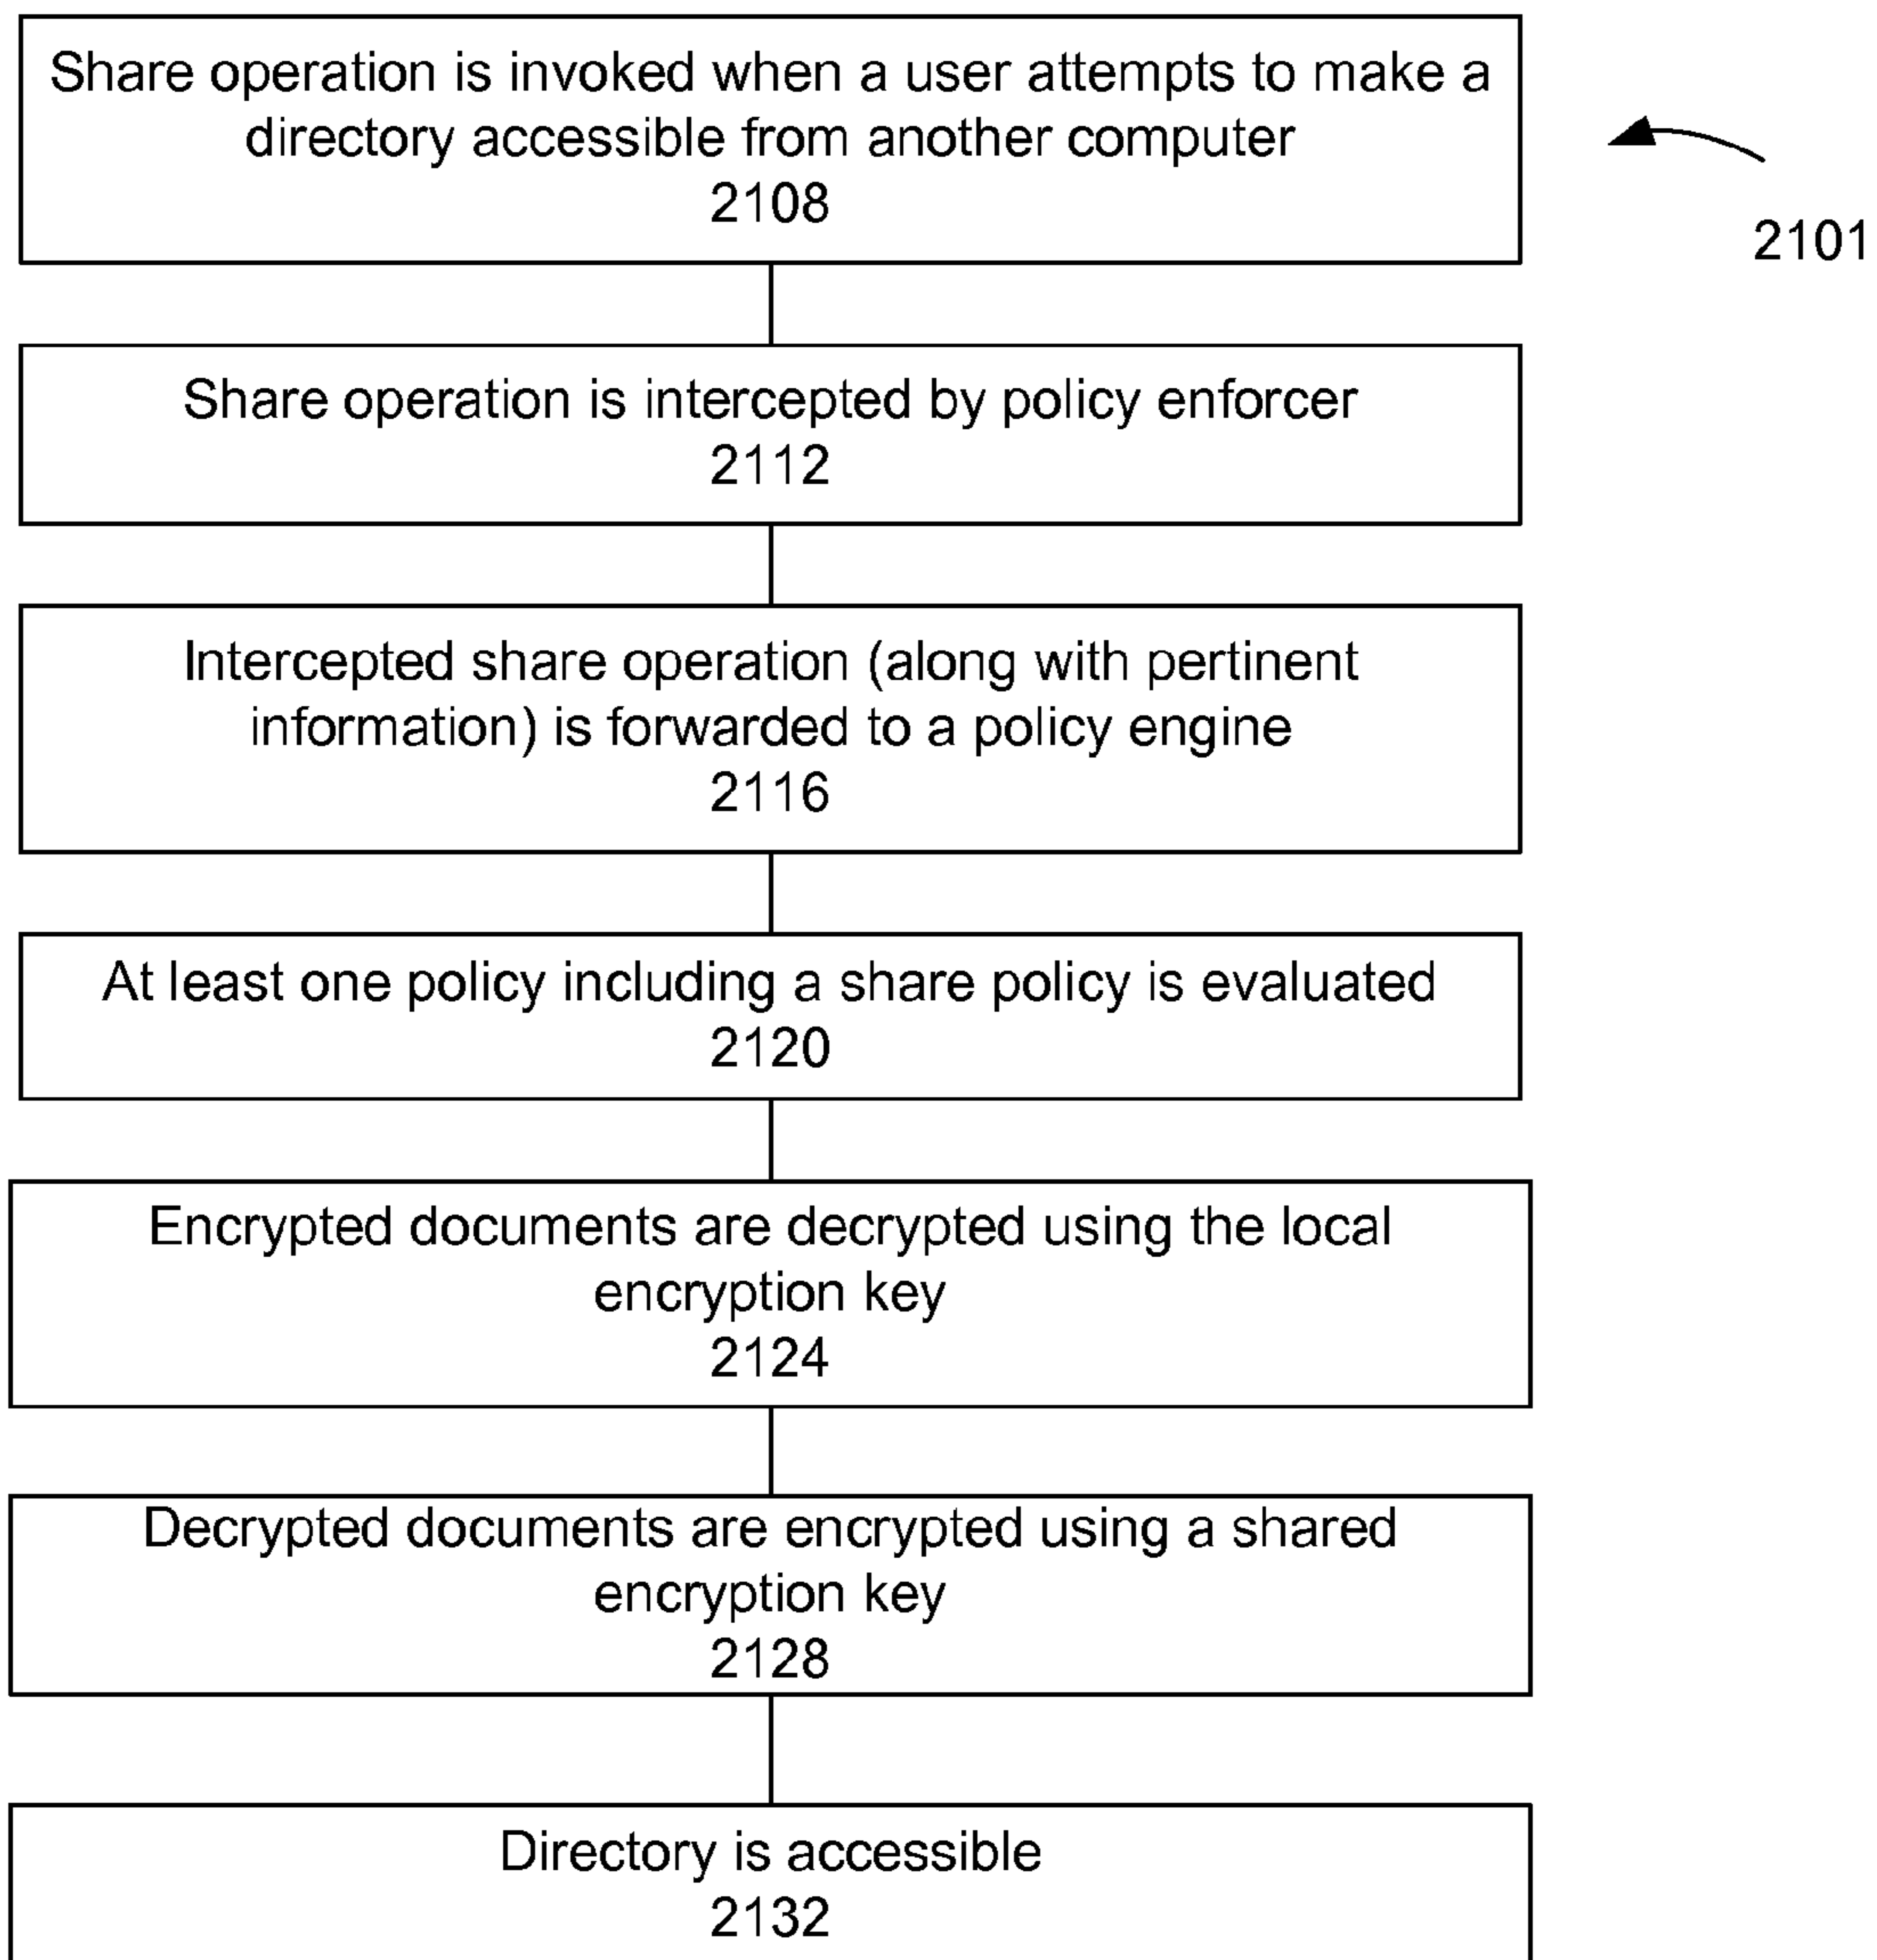 Share operation is invoked when a user attempts to make a
directory accessible from another computer
2108
2101
Share operation is intercepted by policy enforcer
2112
Intercepted share operation (along with pertinent
information) is forwarded to a policy engine
2116
At least one policy including a share policy is evaluated
2120
Encrypted documents are decrypted using the local
encryption key
2124
Decrypted documents are encrypted using a shared
encryption key
2128
Directory is accessible
2132